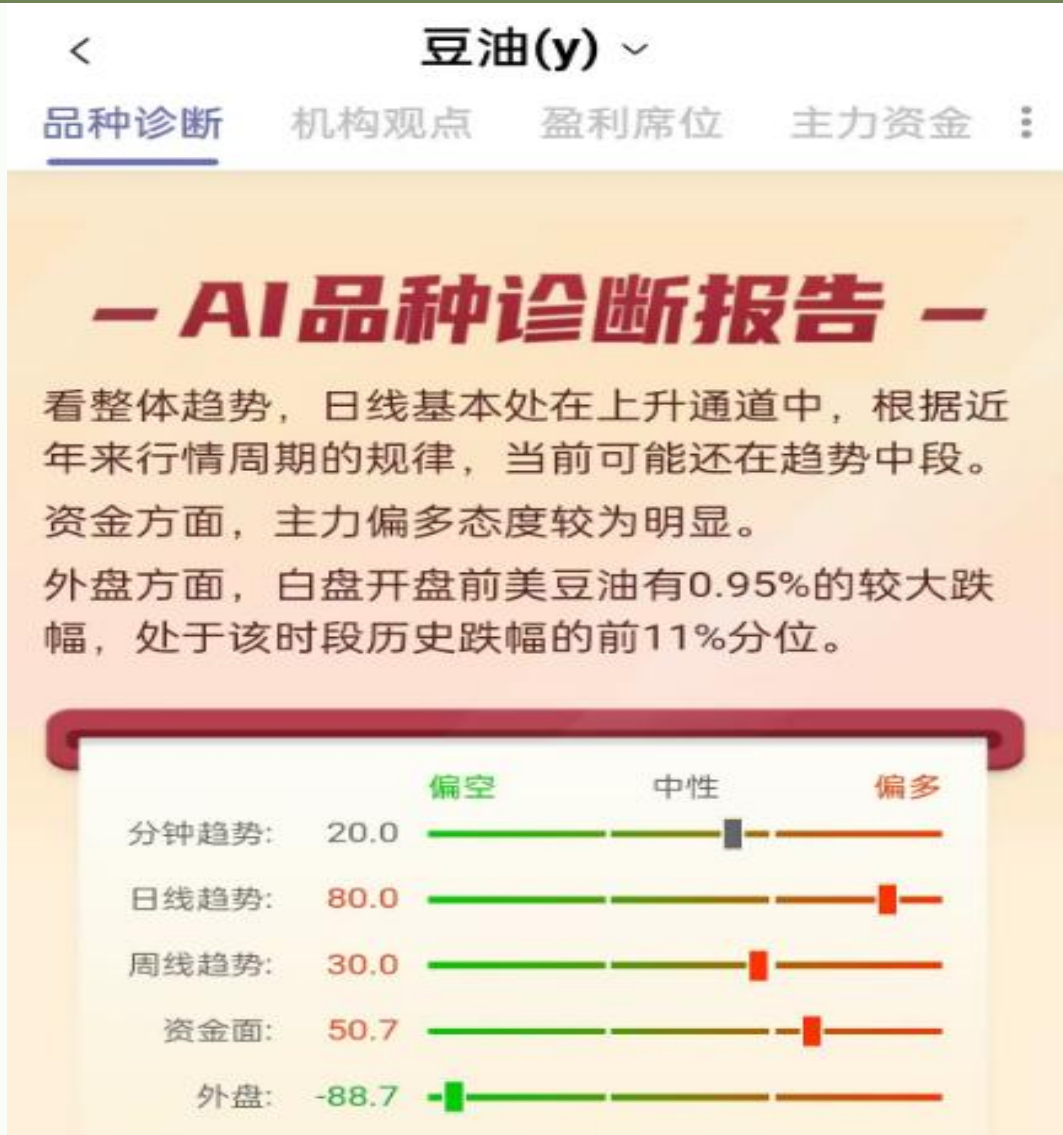 豆油(y)
品种诊断 机构观点 盈利席位 主力资金
AI品种诊断报告
看整体趋势，日线基本处在上升通道中，根据近
年来行情周期的规律，当前可能还在趋势中段。
资金方面，主力偏多态度较为明显。
外盘方面，白盘开盘前美豆油有0.95%的较大跌
幅，处于该时段历史跌幅的前11%分位。
偏空 中性 偏多
分钟趋势: 20.0
日线趋势: 80.0
周线趋势: 30.0
资金面: 50.7
外盘: -88.7